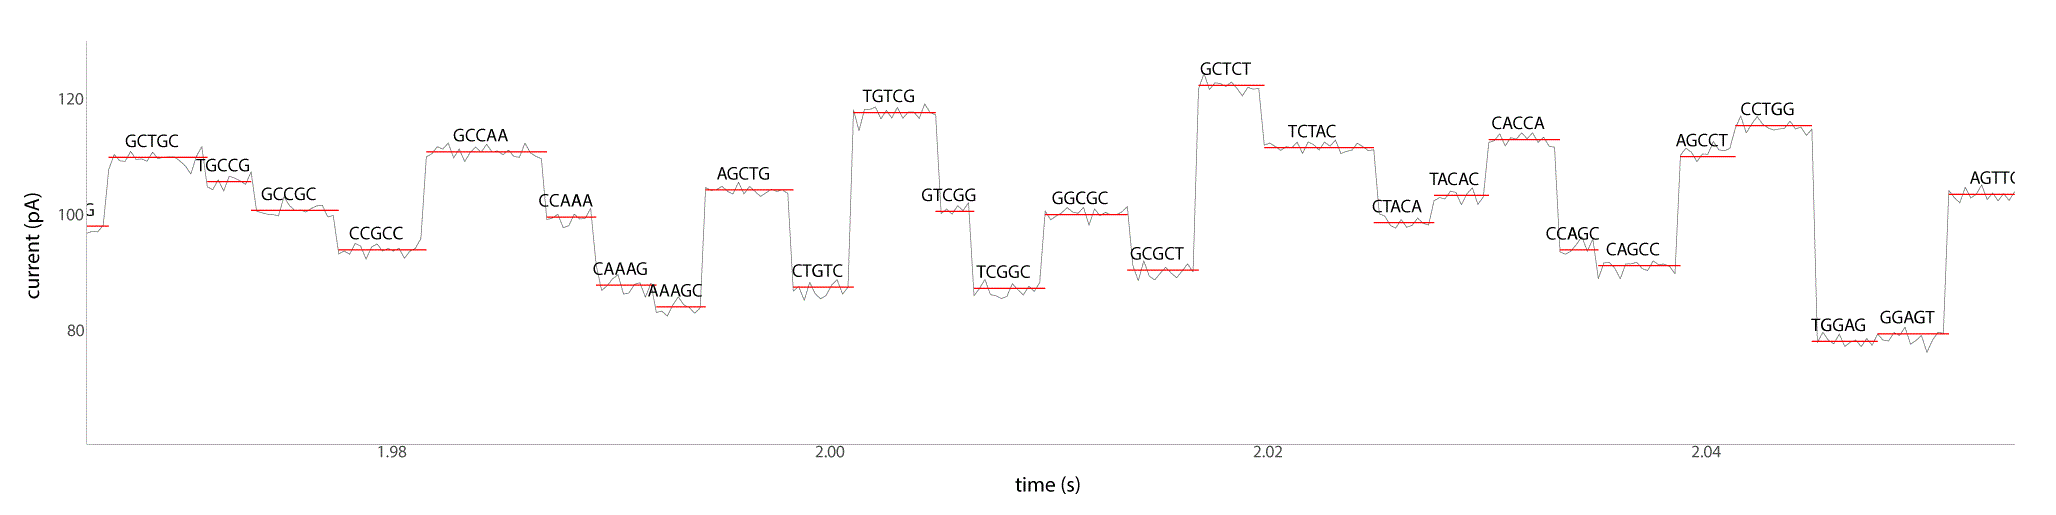 GCTCT
GCTGC
TGTCG
CCTGG
120
GCCAA
TCTAC
CACCA
AGCCT
TGCCG
GCCGC
AGCTG
TACAC
AGTTC
current (pA)
100
G
CCAAA
GTCGG
GGCGC
CTACA
CCGCC
CCAGC
CAGCC
CAAAG
CTGTC
TCGGC
GCGCT
AAAGC
80
TGGAG
GGAGT
1.98
2.00
2.02
2.04
time (s)